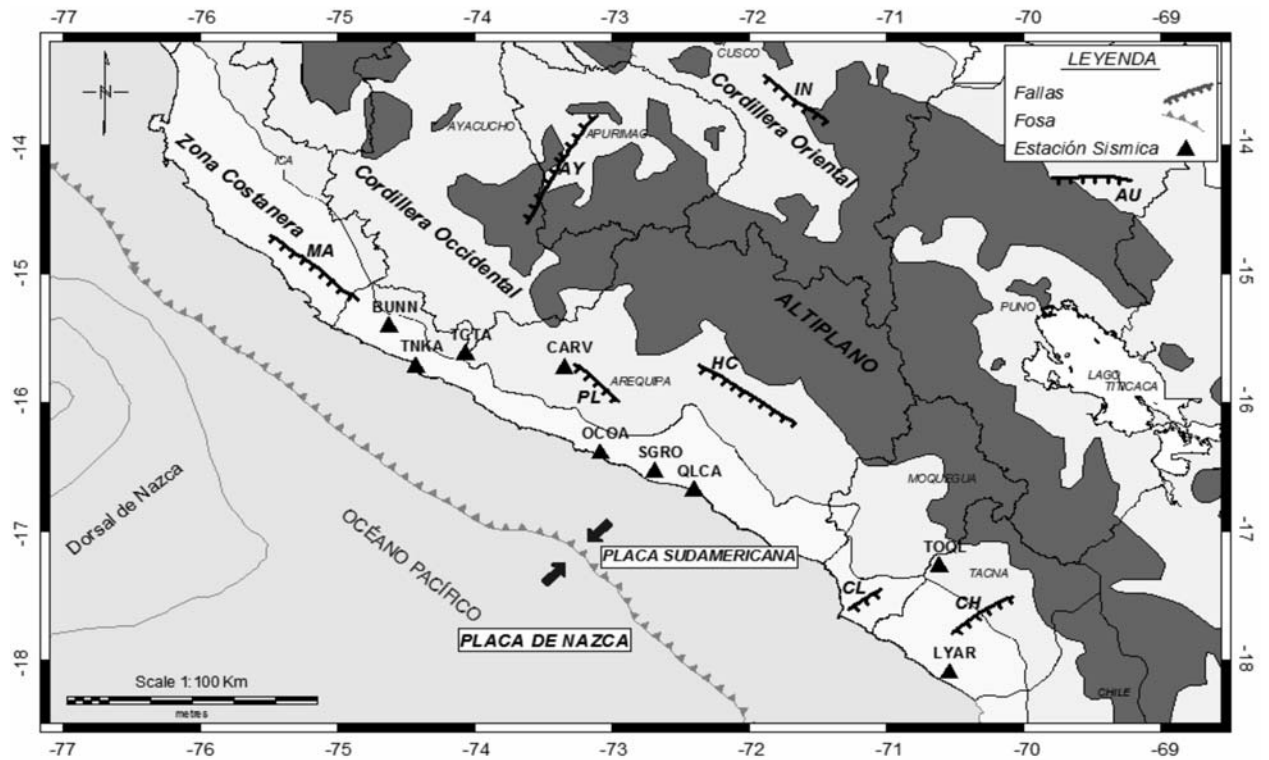 -77 -76 -75 -74 -73 -72 -71 -70 -69
LEYENDA
Fallas
Fosa
Estación Sismica
N
CUSCO
IN
Cordillera Oriental
AYACUCHO
APURIMAC
AY
AU
-14 -14
Zona Costanera
ICA
Cordillera Occidental
MA
-15 -15
BUNN
TNKA
TCTA
CARV
PL
AREQUIPA
HC
ALTIPLANO
PUNO
LAGO
TITICACA
-16 -16
OCOA
SGRO
QLCA
MOQUEGUA
Dorsal de Nazca
OCÉANO PACÍFICO
-17 -17
PLACA SUDAMERICANA
TOQL
TACNA
CL
CH
PLACA DE NAZCA
LYAR
-18 -18
Scale 1:100 Km
metres
CHILE
-77 -76 -75 -74 -73 -72 -71 -70 -69